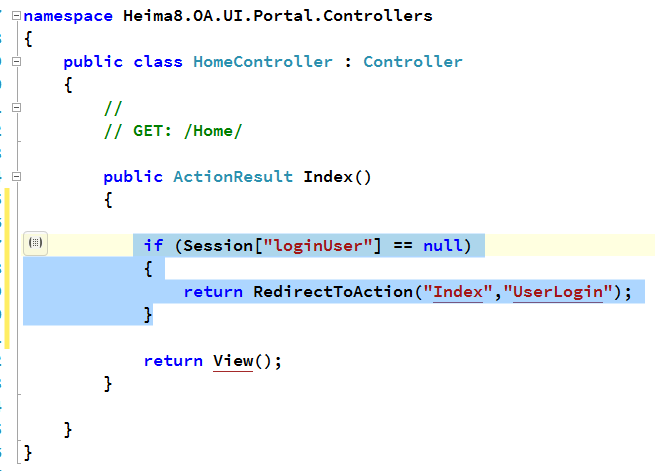 namespace Heima8.OA.UI.Portal.Controllers
{
public class HomeController : Controller
{
//
// GET: /Home/
public ActionResult Index()
{
if (Session["loginUser"] == null)
{
return RedirectToAction("Index","UserLogin");
}
return View();
}
}
}